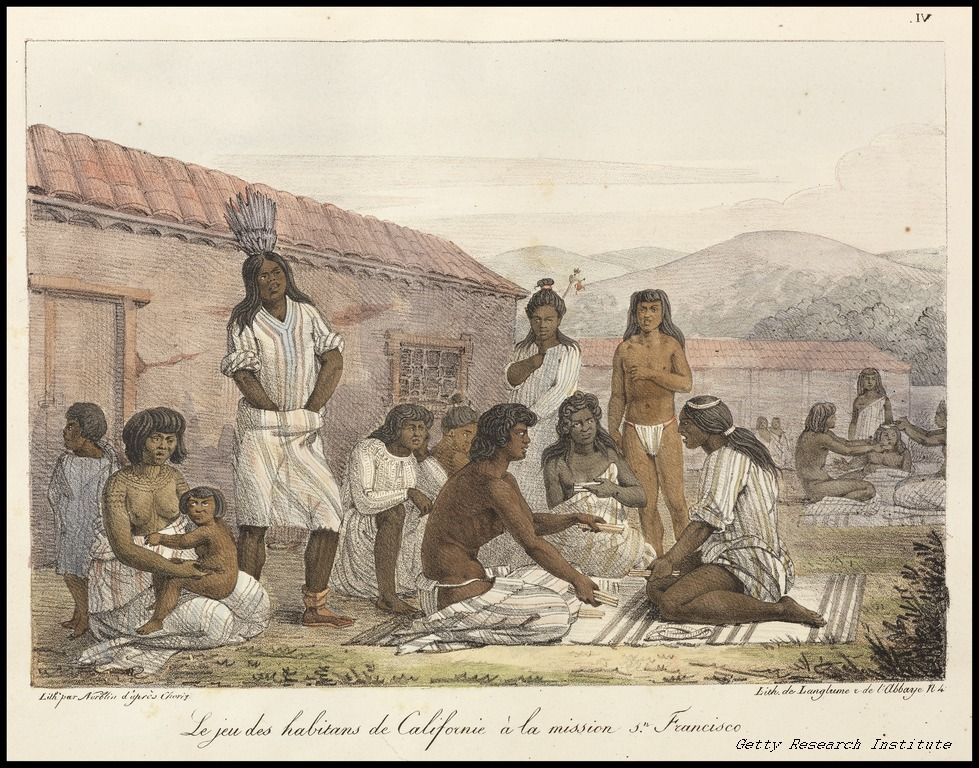 IV
Lith. par Norblin d'après Choris
Lith. de Langlumé r. de l'Abbaye N. 4.
Le jeu des habitans de Californie à la mission s.n Francisco
Getty Research Institute